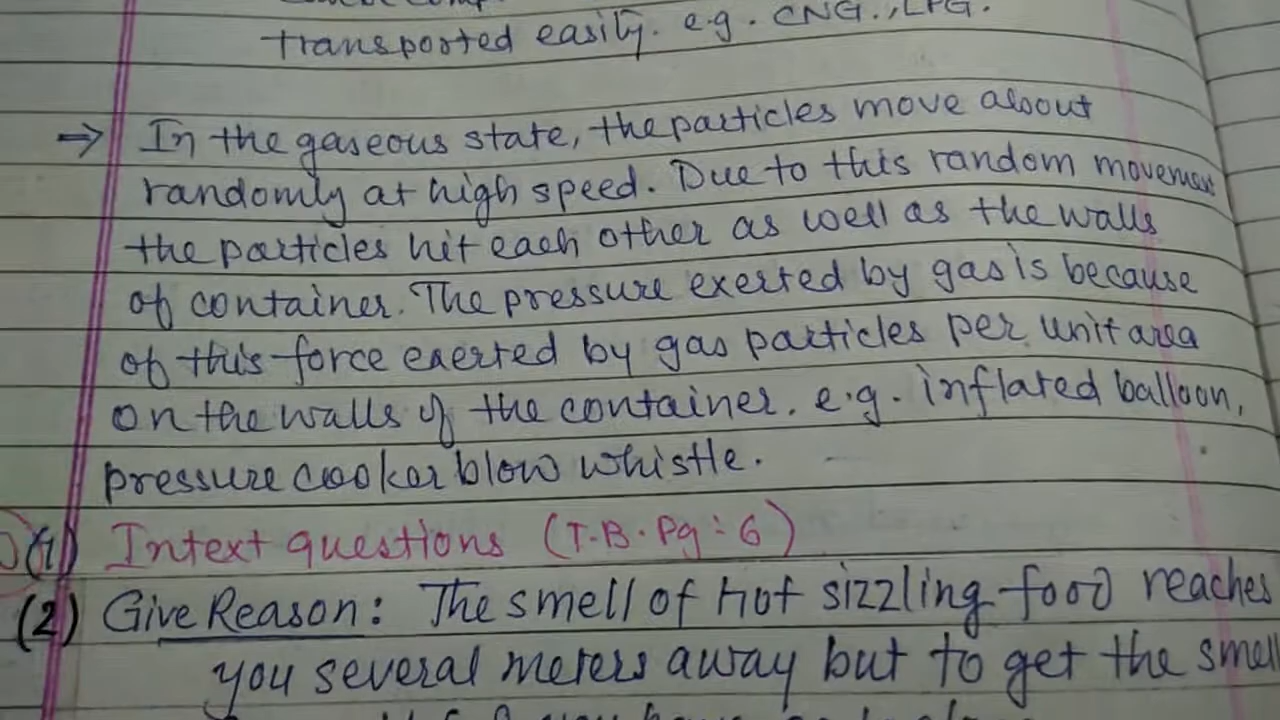 transported easily. e.g. CNG., LPG.
⇒ In the gaseous state, the particles move about
randomly at high speed. Due to this random movement
the particles hit each other as well as the walls
of container. The pressure exerted by gas is because
of this force exerted by gas particles per unit area
on the walls of the container. e.g. inflated balloon,
pressure cooker blow whistle.
(1) Intext questions (T.B. Pg: 6)
(2) Give Reason: The smell of hot sizzling food reaches
you several meters away but to get the smell